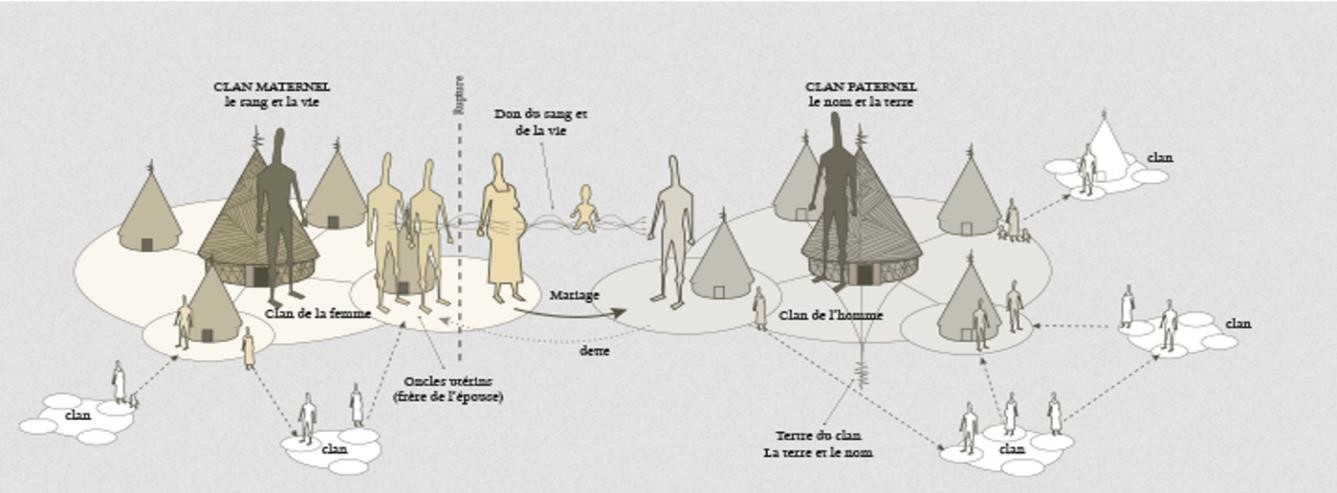 CLAN MATERNEL
le sang et la vie
Rupture
Don du sang et
de la vie
CLAN PATERNEL
le nom et la terre
clan
Mariage
Clan de la femme
Clan de l'homme
clan
dette
Oncles utérins
(frère de l'épouse)
clan
clan
Tertre du clan
La terre et le nom
clan